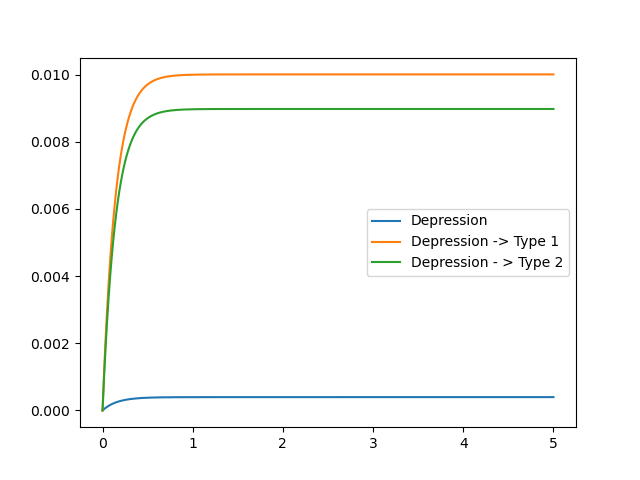 0.010
0.008
0.006
0.004
0.002
0.000
Depression
Depression -> Type 1
Depression - > Type 2
0 1 2 3 4 5